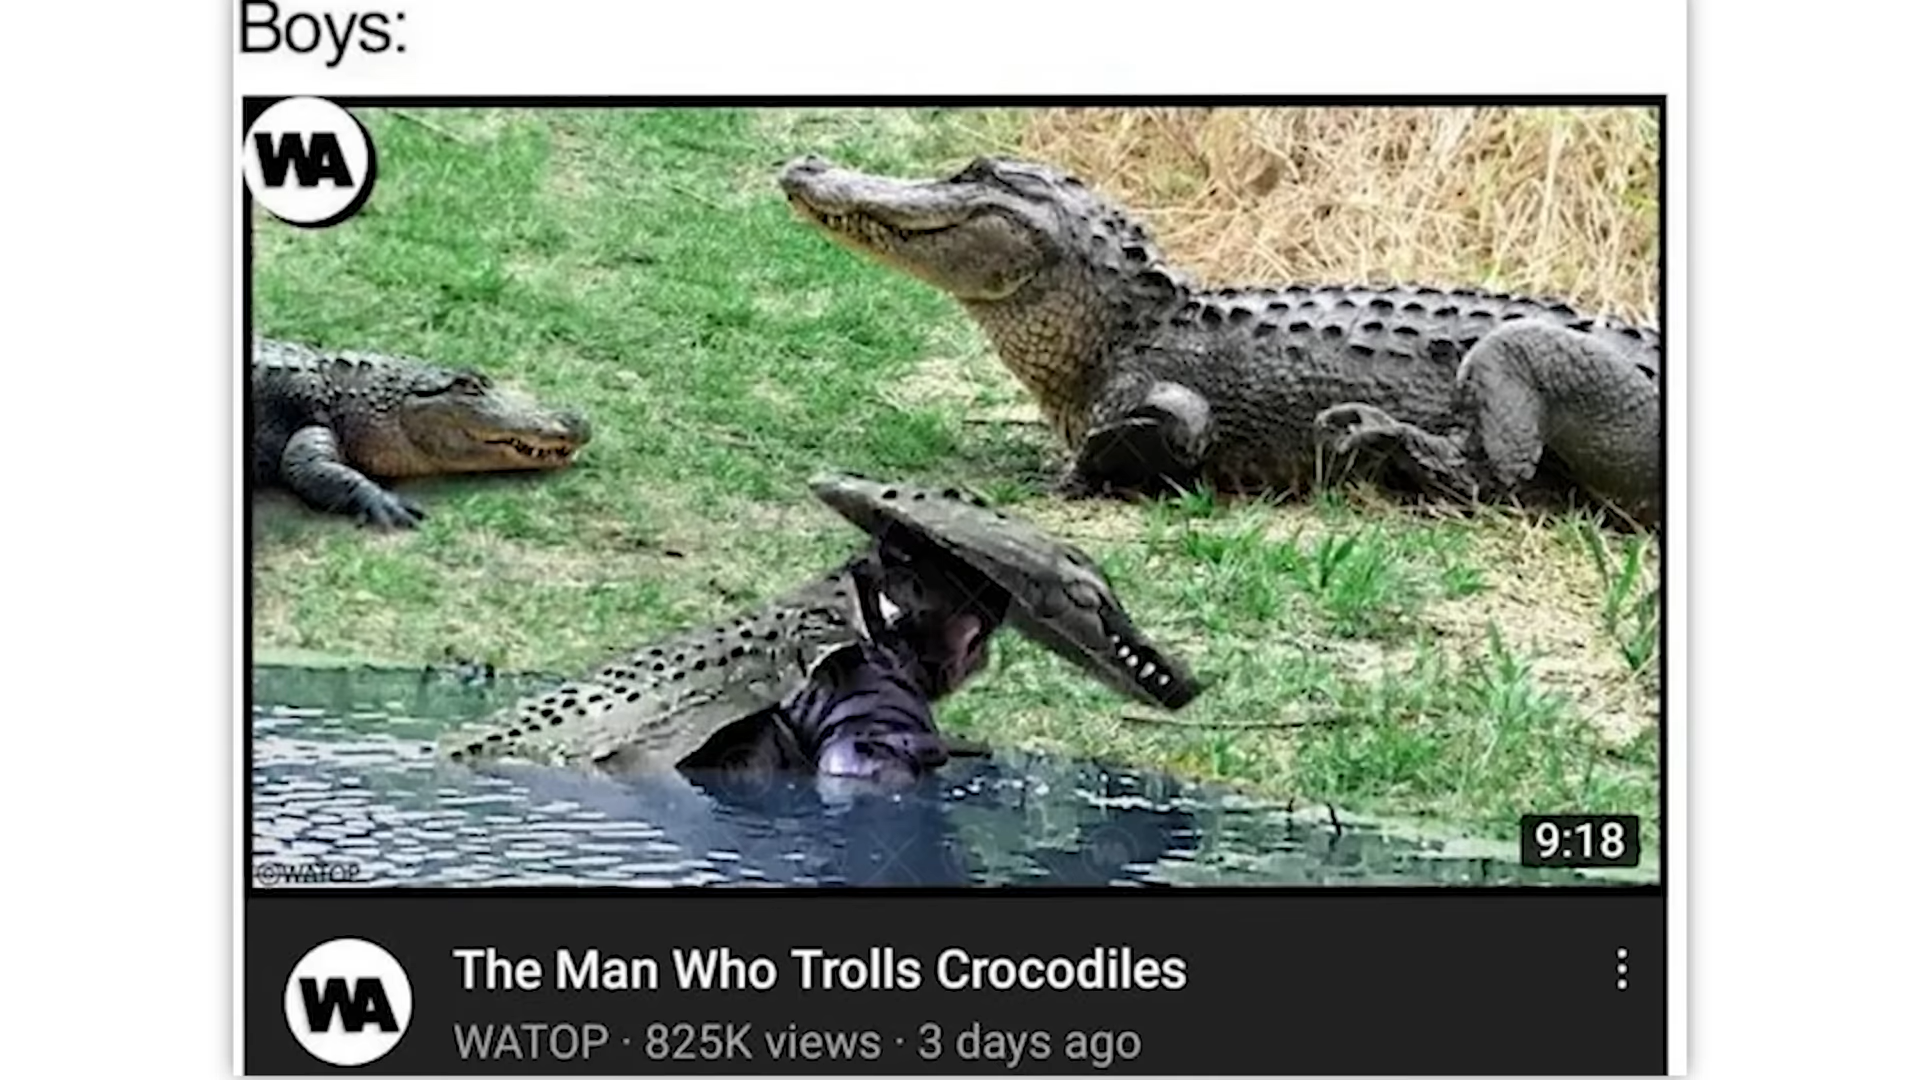 Boys:
WA
©WATOP
9:18
WA
The Man Who Trolls Crocodiles
WATOP · 825K views · 3 days ago